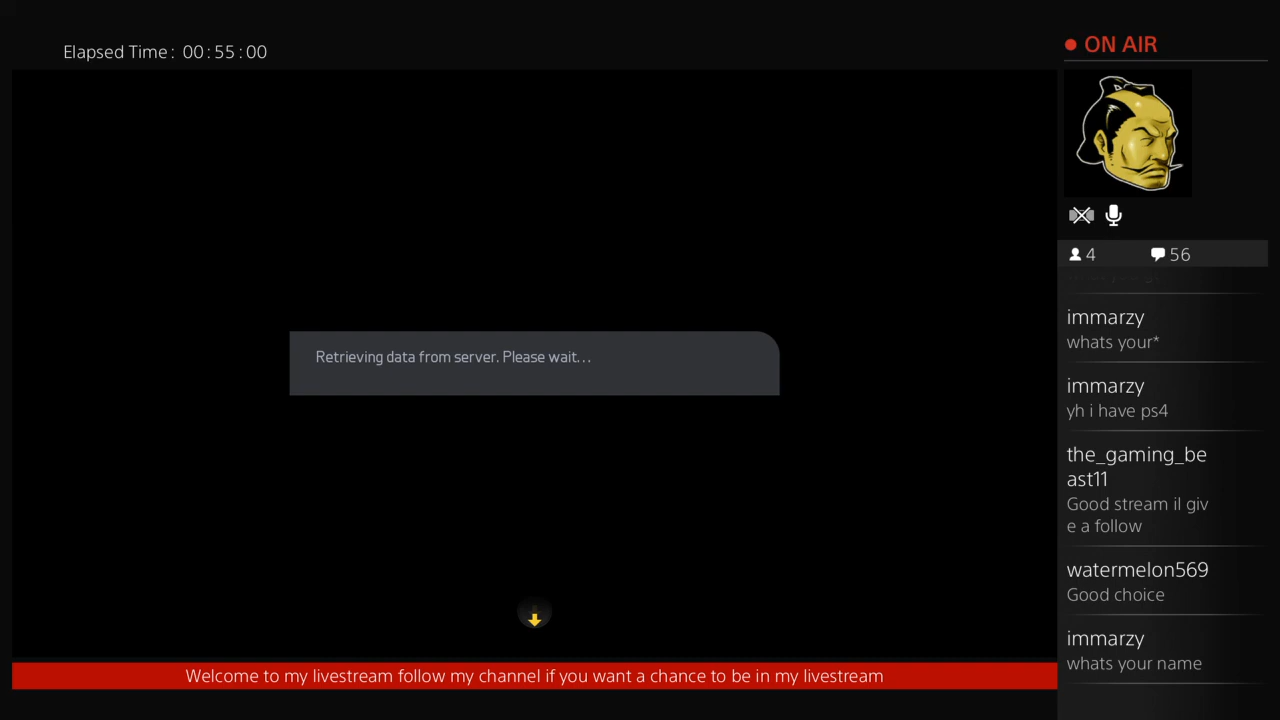 Elapsed Time: 00:55:00
ON AIR
4
56
immarzy
whats your*
immarzy
yh i have ps4
the_gaming_be
ast11
Good stream il giv
e a follow
watermelon569
Good choice
immarzy
whats your name
Retrieving data from server. Please wait...
Welcome to my livestream follow my channel if you want a chance to be in my livestream